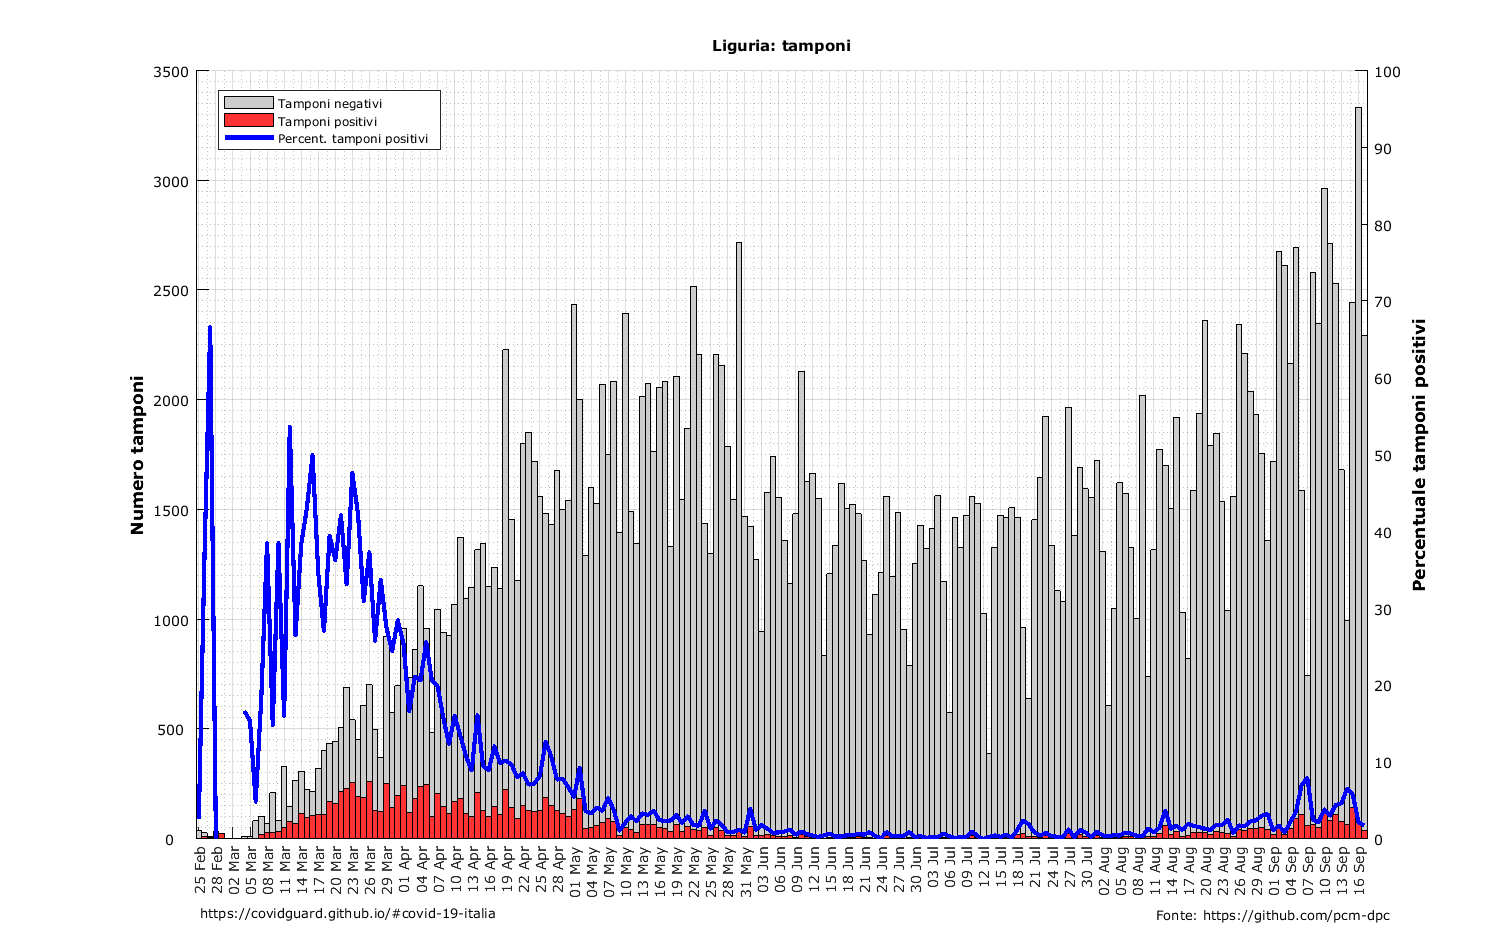 Liguria: tamponi
Tamponi negativi
Tamponi positivi
Percent. tamponi positivi
Numero tamponi
3500
3000
2500
2000
1500
1000
500
0
Percentuale tamponi positivi
100
90
80
70
60
50
40
30
20
10
0
25 Feb
28 Feb
02 Mar
05 Mar
08 Mar
11 Mar
14 Mar
17 Mar
20 Mar
23 Mar
26 Mar
29 Mar
01 Apr
04 Apr
07 Apr
10 Apr
13 Apr
16 Apr
19 Apr
22 Apr
25 Apr
28 Apr
01 May
04 May
07 May
10 May
13 May
16 May
19 May
22 May
25 May
28 May
31 May
03 Jun
06 Jun
09 Jun
12 Jun
15 Jun
18 Jun
21 Jun
24 Jun
27 Jun
30 Jun
03 Jul
06 Jul
09 Jul
12 Jul
15 Jul
18 Jul
21 Jul
24 Jul
27 Jul
30 Jul
02 Aug
05 Aug
08 Aug
11 Aug
14 Aug
17 Aug
20 Aug
23 Aug
26 Aug
29 Aug
01 Sep
04 Sep
07 Sep
10 Sep
13 Sep
16 Sep
https://covidguard.github.io/#covid-19-italia
Fonte: https://github.com/pcm-dpc